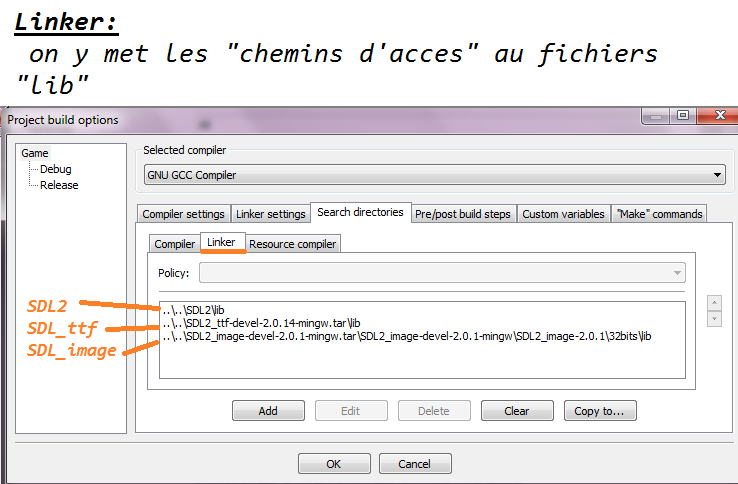 Linker:
on y met les "chemins d'acces" au fichiers
"lib"
Project build options
Game
Debug
Release
Selected compiler
GNU GCC Compiler
Compiler settings
Linker settings
Search directories
Pre/post build steps
Custom variables
"Make" commands
Compiler
Linker
Resource compiler
Policy:
SDL2
SDL_ttf
SDL_image
..\..\SDL2\lib
..\..\SDL2_ttf-devel-2.0.14-mingw.tar\lib
..\..\SDL2_image-devel-2.0.1-mingw.tar\SDL2_image-devel-2.0.1-mingw\SDL2_image-2.0.1\32bits\lib
Add
Edit
Delete
Clear
Copy to...
OK
Cancel